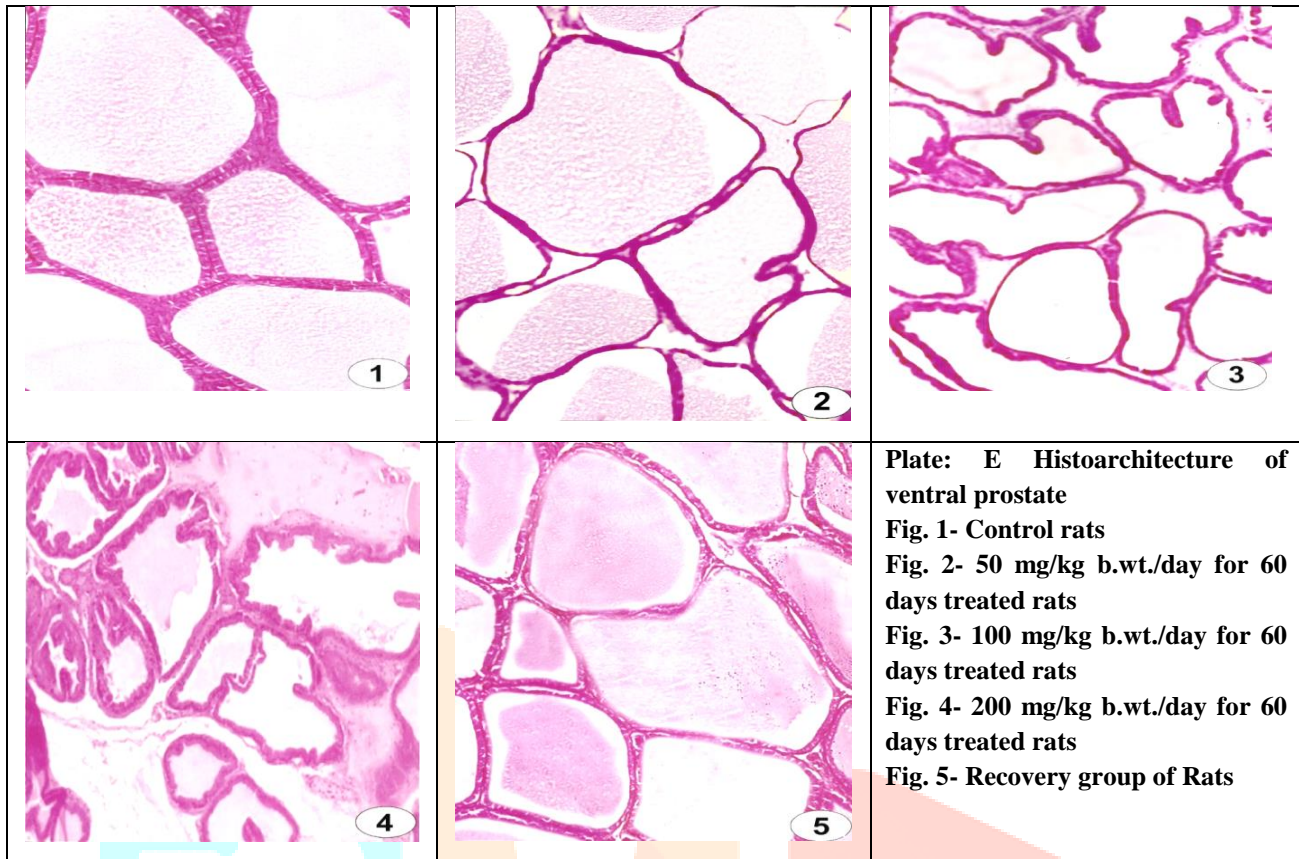 1
2
3
4
5
Plate: E Histoarchitecture of
ventral prostate
Fig. 1- Control rats
Fig. 2- 50 mg/kg b.wt./day for 60
days treated rats
Fig. 3- 100 mg/kg b.wt./day for 60
days treated rats
Fig. 4- 200 mg/kg b.wt./day for 60
days treated rats
Fig. 5- Recovery group of Rats